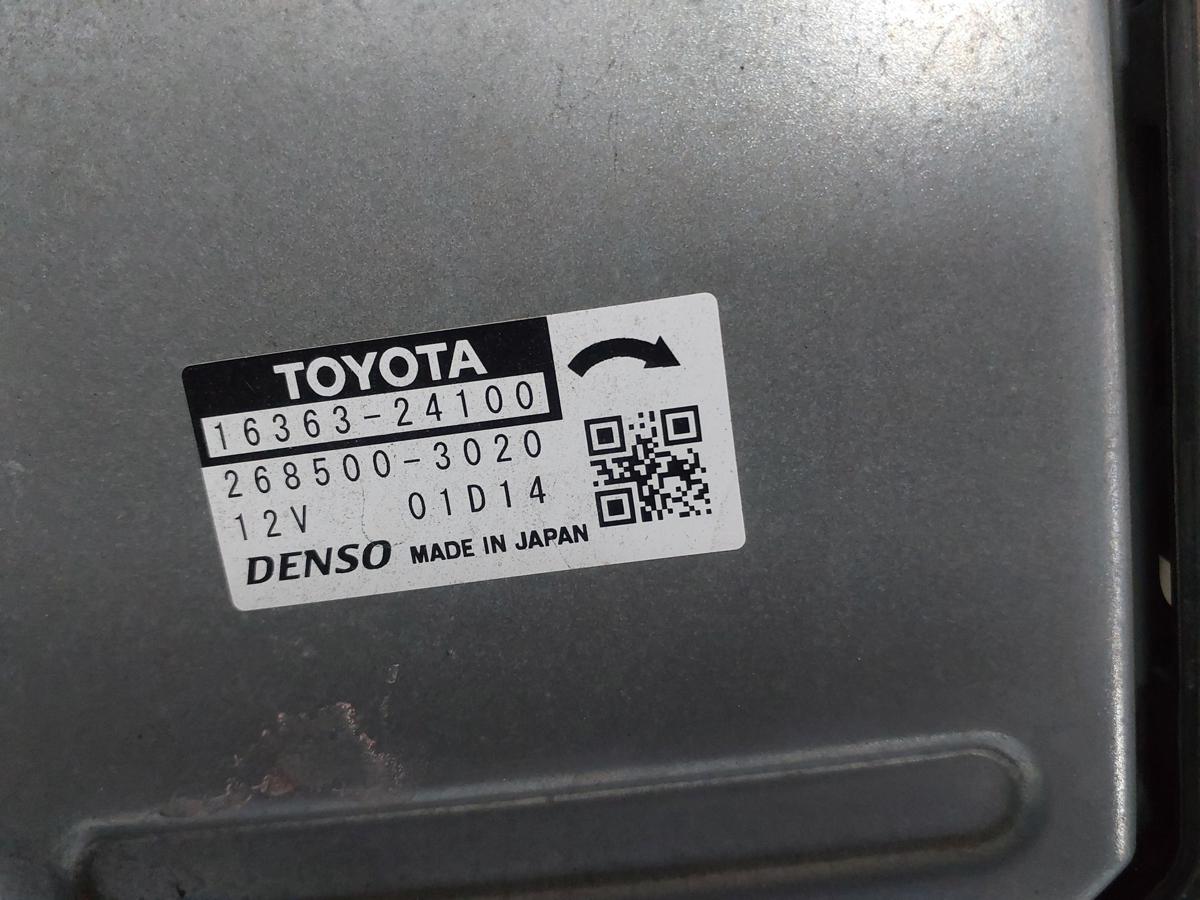 TOYOTA
16363-24100
268500-3020
12V 01D14
DENSO MADE IN JAPAN